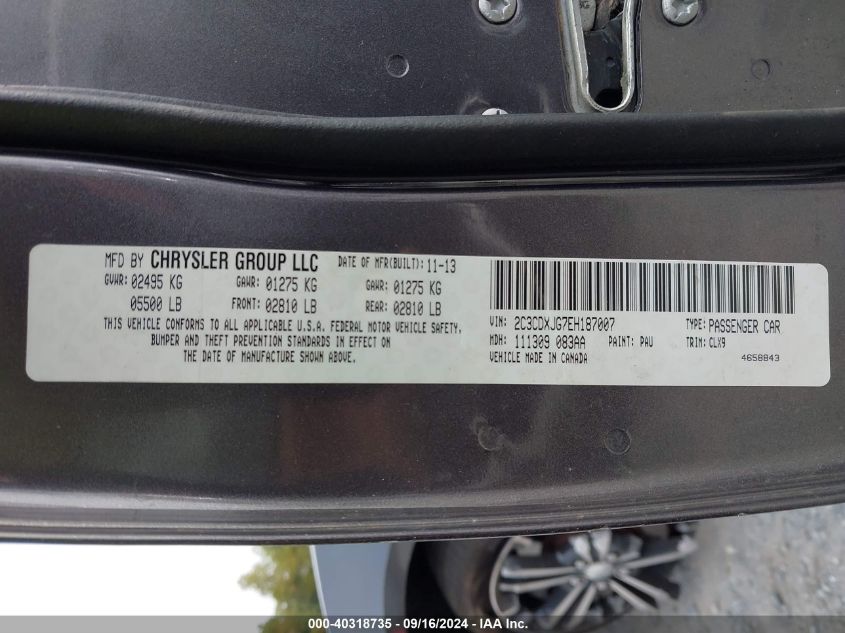 MFD BY CHRYSLER GROUP LLC DATE OF MFR(BUILT): 11-13
GVWR: 02495 KG GAWR: 01275 KG GAWR: 01275 KG
05500 LB FRONT: 02810 LB REAR: 02810 LB
THIS VEHICLE CONFORMS TO ALL APPLICABLE U.S.A. FEDERAL MOTOR VEHICLE SAFETY,
BUMPER AND THEFT PREVENTION STANDARDS IN EFFECT ON
THE DATE OF MANUFACTURE SHOWN ABOVE.
VIN: 2C3CDXJG7EH187007 TYPE: PASSENGER CAR
MDH: 111309 083AA PAINT: PAU TRIM: CLX9
VEHICLE MADE IN CANADA 4658843
000-40318735 - 09/16/2024 - IAA Inc.